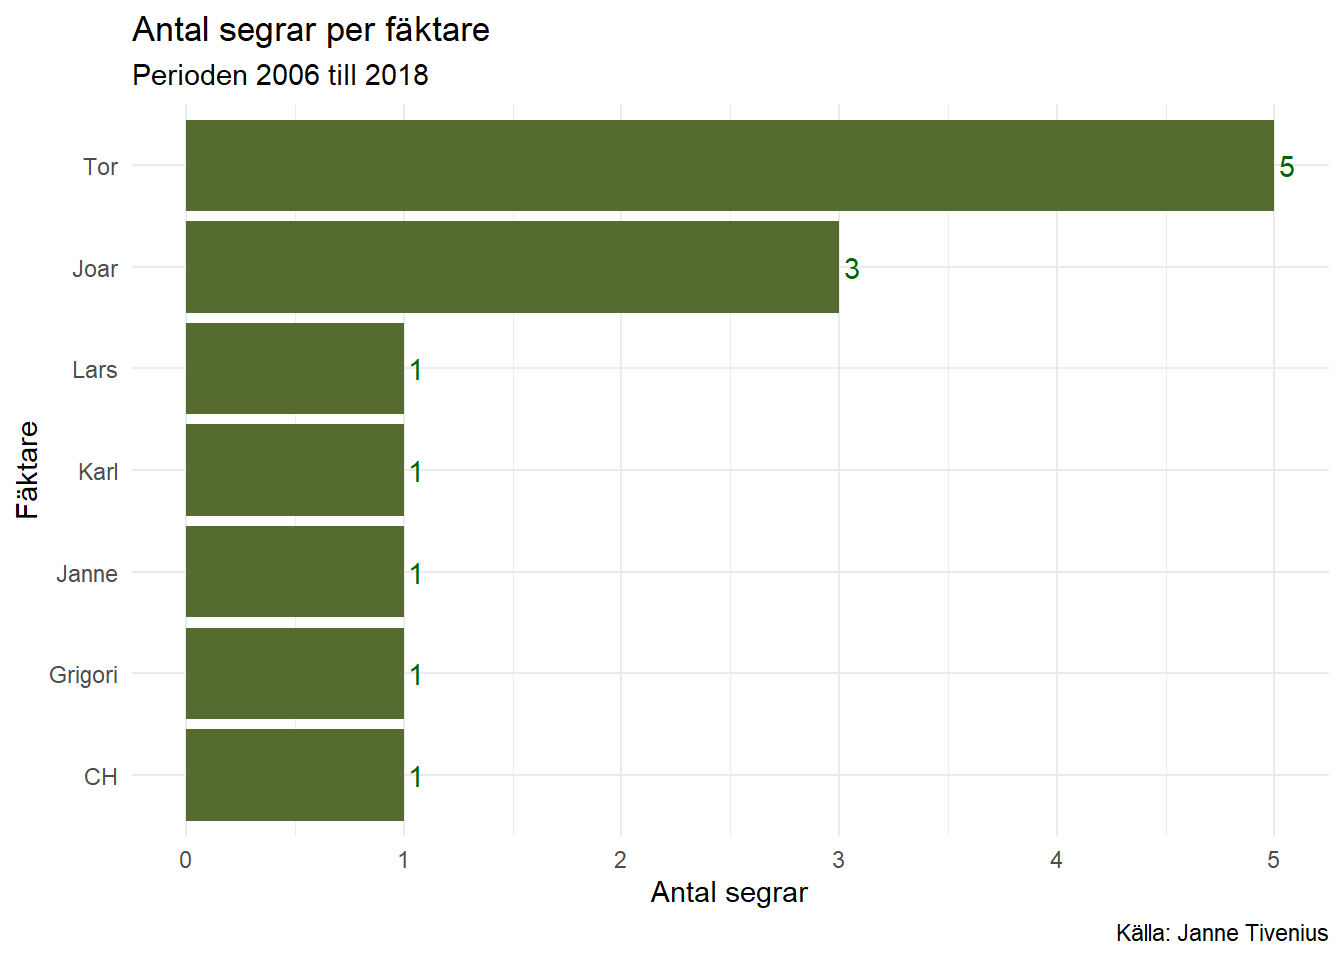 Antal segrar per fäktare
Perioden 2006 till 2018
Fäktare
Tor
5
Joar
3
Lars
1
Karl
1
Janne
1
Grigori
1
CH
1
0 1 2 3 4 5
Antal segrar
Källa: Janne Tivenius